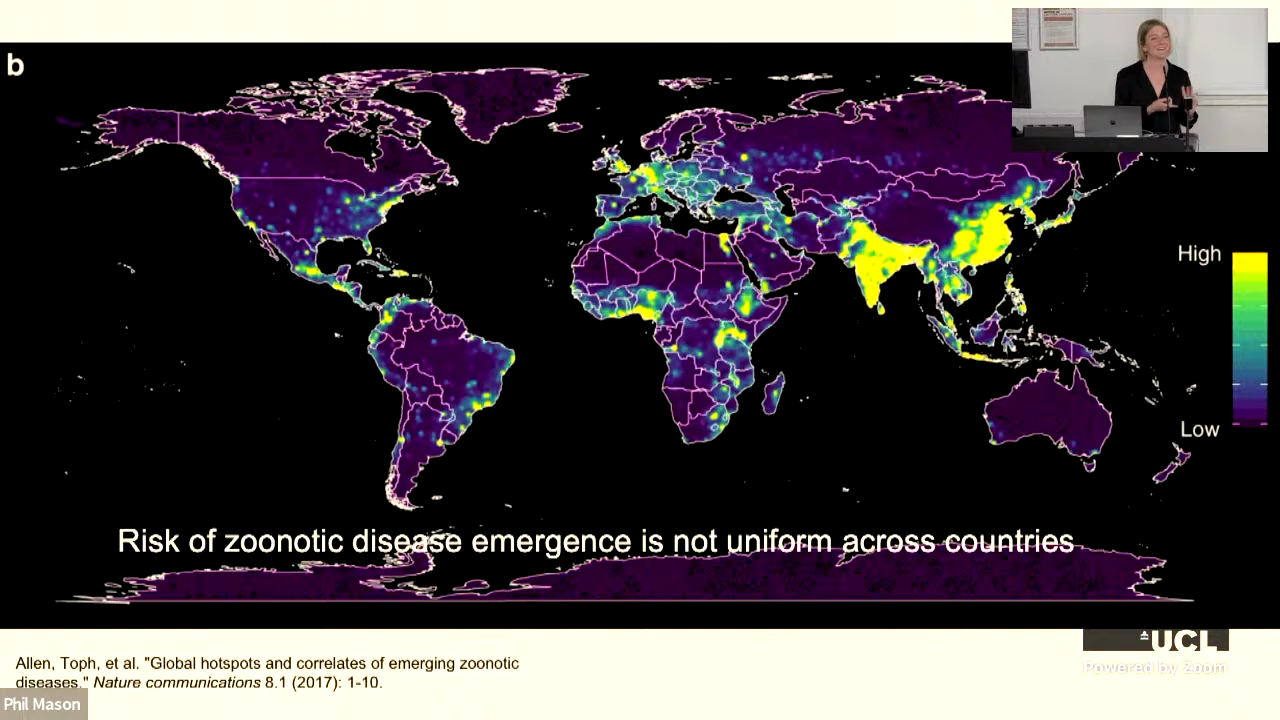 b
High
Low
Risk of zoonotic disease emergence is not uniform across countries
UCL
Powered by Zoom
Allen, Toph, et al. "Global hotspots and correlates of emerging zoonotic
diseases." Nature communications 8.1 (2017): 1-10.
Phil Mason